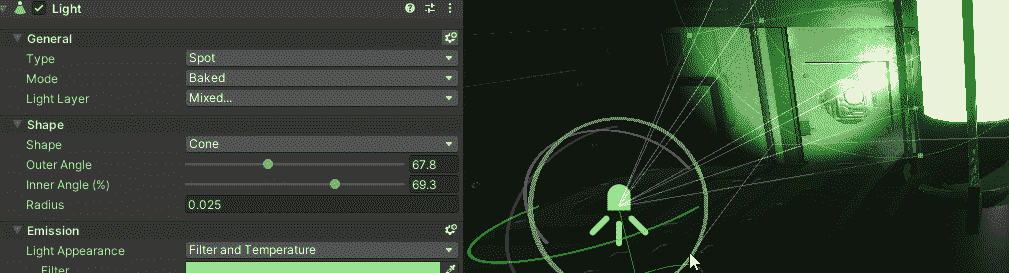 Light
General
Type Spot
Mode Baked
Light Layer Mixed...
Shape
Shape Cone
Outer Angle 67.8
Inner Angle (%) 69.3
Radius 0.025
Emission
Light Appearance Filter and Temperature
Filter